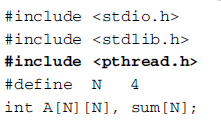 #include <stdio.h>
#include <stdlib.h>
#include <pthread.h>
#define  N   4
int A[N][N], sum[N];